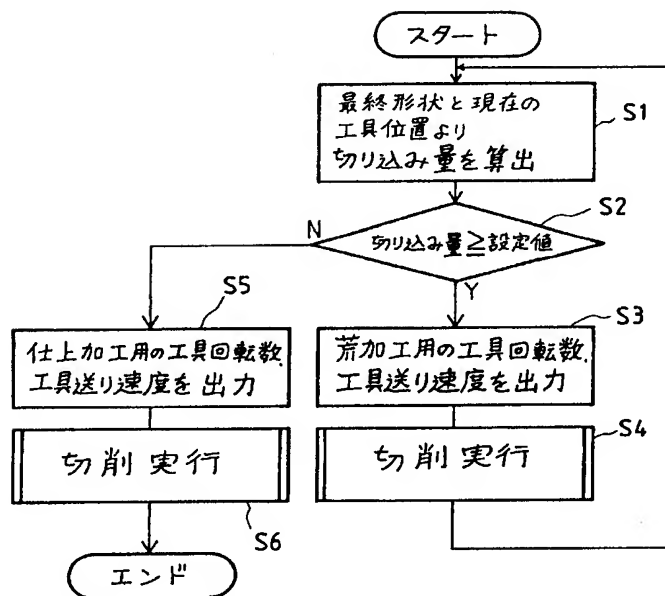 スタート
最終形状と現在の
工具位置より
切り込み量を算出
S1
S2
切り込み量≧設定値
N
Y
S5
仕上加工用の工具回転数、
工具送り速度を出力
S3
荒加工用の工具回転数、
工具送り速度を出力
切削実行
S6
切削実行
S4
エンド